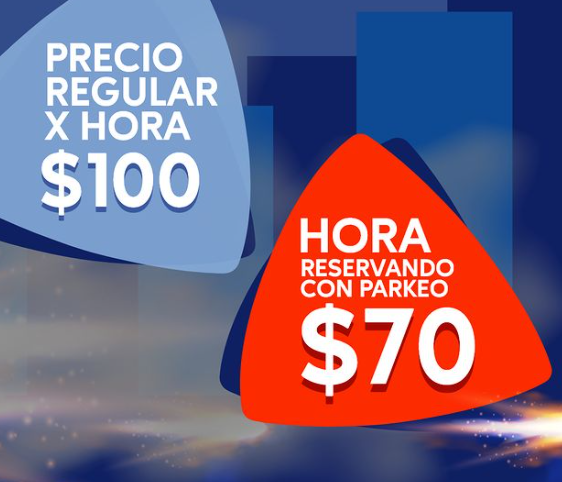 PRECIO
REGULAR
X HORA
$100
HORA
RESERVANDO
CON PARKEO
$70